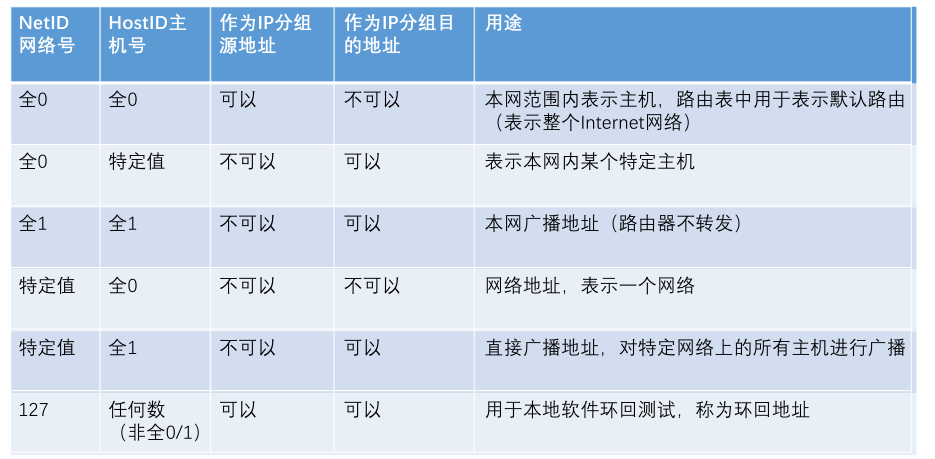 NetID 网络号	HostID主机号	作为IP分组源地址	作为IP分组目的地址	用途
全0	全0	可以	不可以	本网范围内表示主机，路由表中用于表示默认路由（表示整个Internet网络）
全0	特定值	不可以	可以	表示本网内某个特定主机
全1	全1	不可以	可以	本网广播地址（路由器不转发）
特定值	全0	不可以	不可以	网络地址，表示一个网络
特定值	全1	不可以	可以	直接广播地址，对特定网络上的所有主机进行广播
127	任何数（非全0/1）	可以	可以	用于本地软件环回测试，称为环回地址